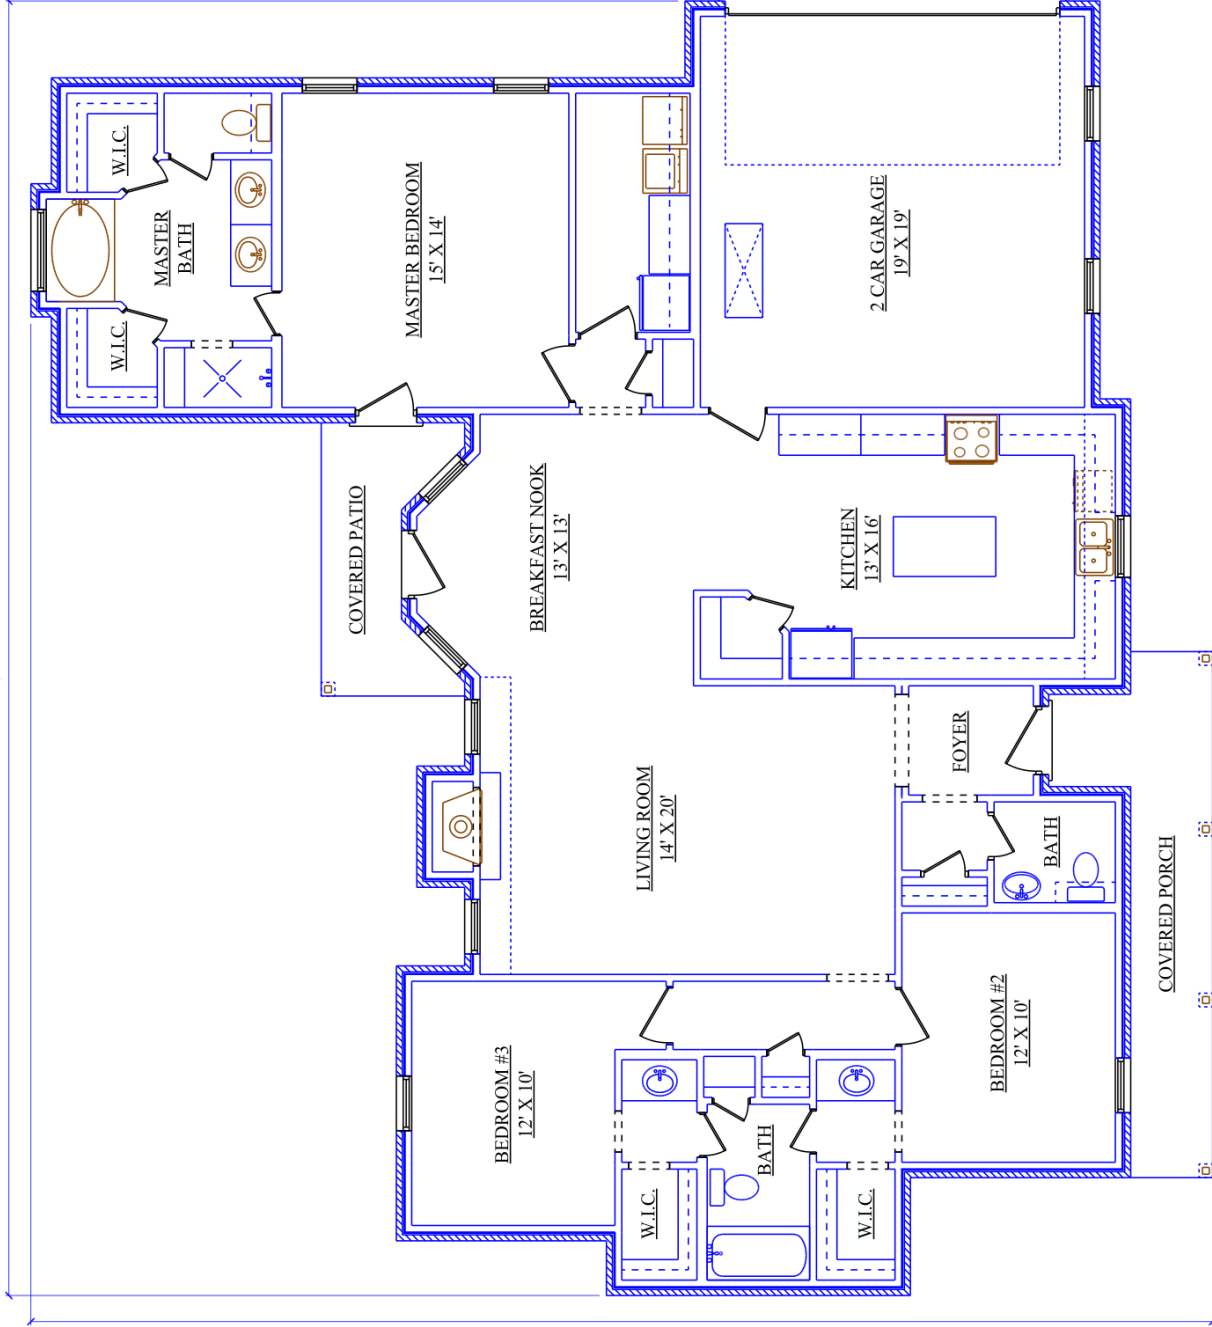 W.I.C.
MASTER
BATH
W.I.C.
MASTER BEDROOM
15' X 14'
2 CAR GARAGE
19' X 19'
COVERED PATIO
BREAKFAST NOOK
13' X 13'
KITCHEN
13' X 16'
FOYER
LIVING ROOM
14' X 20'
BATH
COVERED PORCH
BEDROOM #3
12' X 10'
BEDROOM #2
12' X 10'
BATH
W.I.C.
W.I.C.